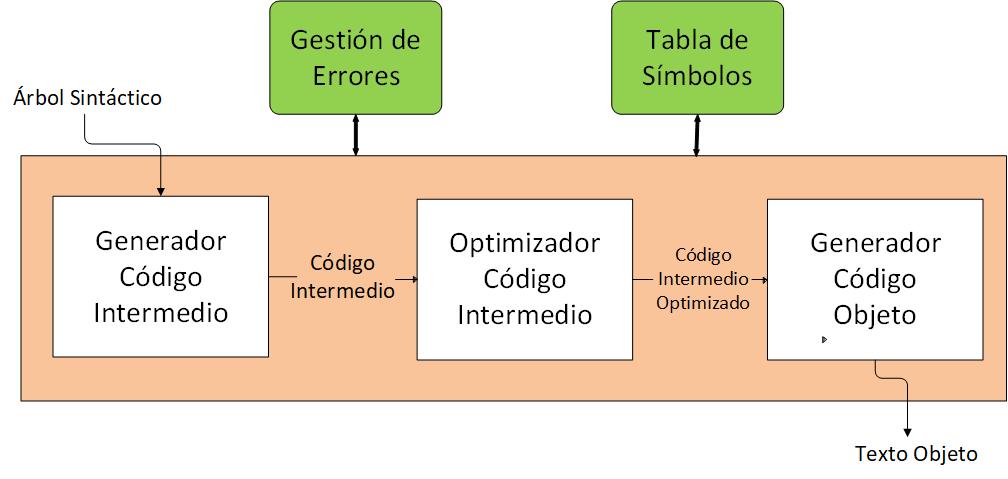 Gestión de
Errores
Tabla de
Símbolos
Árbol Sintáctico
Generador
Código
Intermedio
Código
Intermedio
Optimizador
Código
Intermedio
Código
Intermedio
Optimizado
Generador
Código
Objeto
Texto Objeto